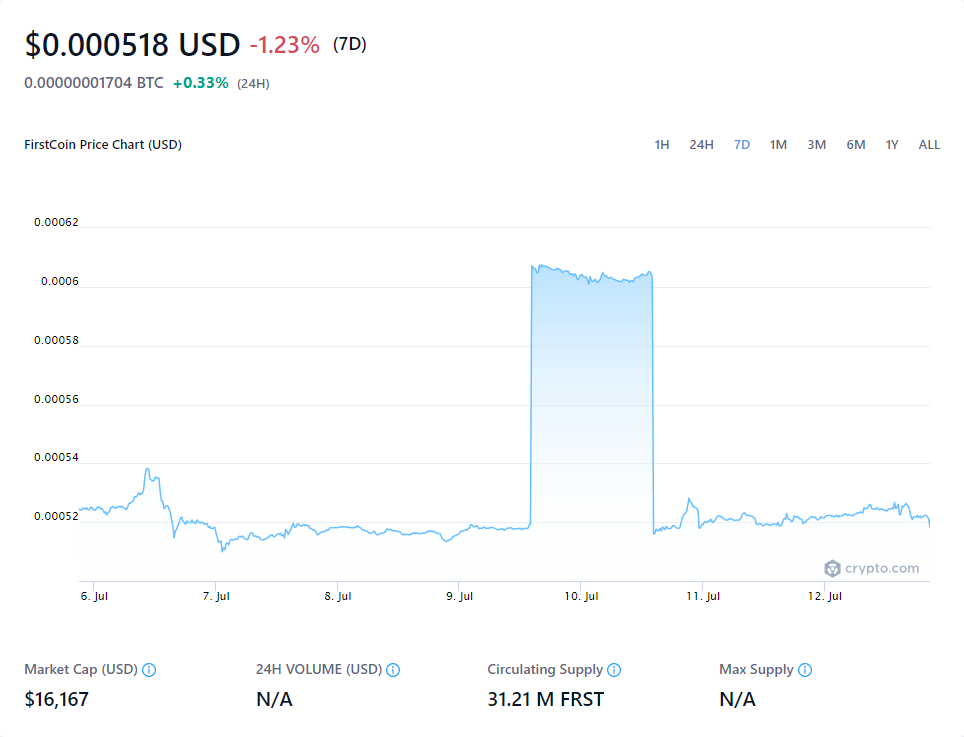 $0.000518 USD -1.23% (7D)
0.00000001704 BTC +0.33% (24H)
FirstCoin Price Chart (USD) 1H 24H 7D 1M 3M 6M 1Y ALL
0.00062
0.0006
0.00058
0.00056
0.00054
0.00052
crypto.com
6. Jul 7. Jul 8. Jul 9. Jul 10. Jul 11. Jul 12. Jul
Market Cap (USD) 24H VOLUME (USD) Circulating Supply Max Supply
$16,167 N/A 31.21 M FRST N/A